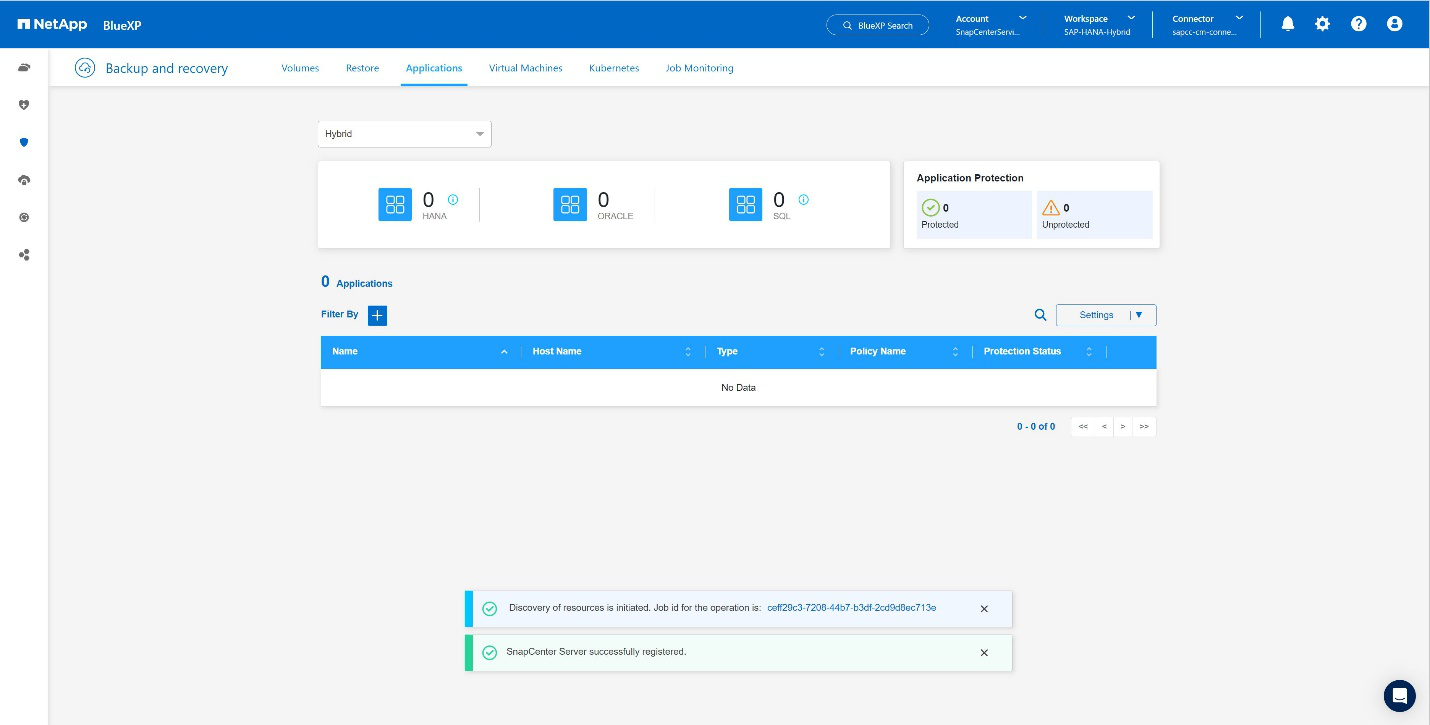 NetApp BlueXP
BlueXP Search
Account
SnapCenterServi...
Workspace
SAP-HANA-Hybrid
Connector
sapcc-cm-conne...
Backup and recovery
Volumes
Restore
Applications
Virtual Machines
Kubernetes
Job Monitoring
Hybrid
0
HANA
0
ORACLE
0
SQL
Application Protection
0
Protected
0
Unprotected
0 Applications
Filter By +
Settings
Name Host Name Type Policy Name Protection Status
No Data
0 - 0 of 0 << < > >>
Discovery of resources is initiated. Job id for the operation is: ceff29c3-7208-44b7-b3df-2cd9d8ec713e
SnapCenter Server successfully registered.